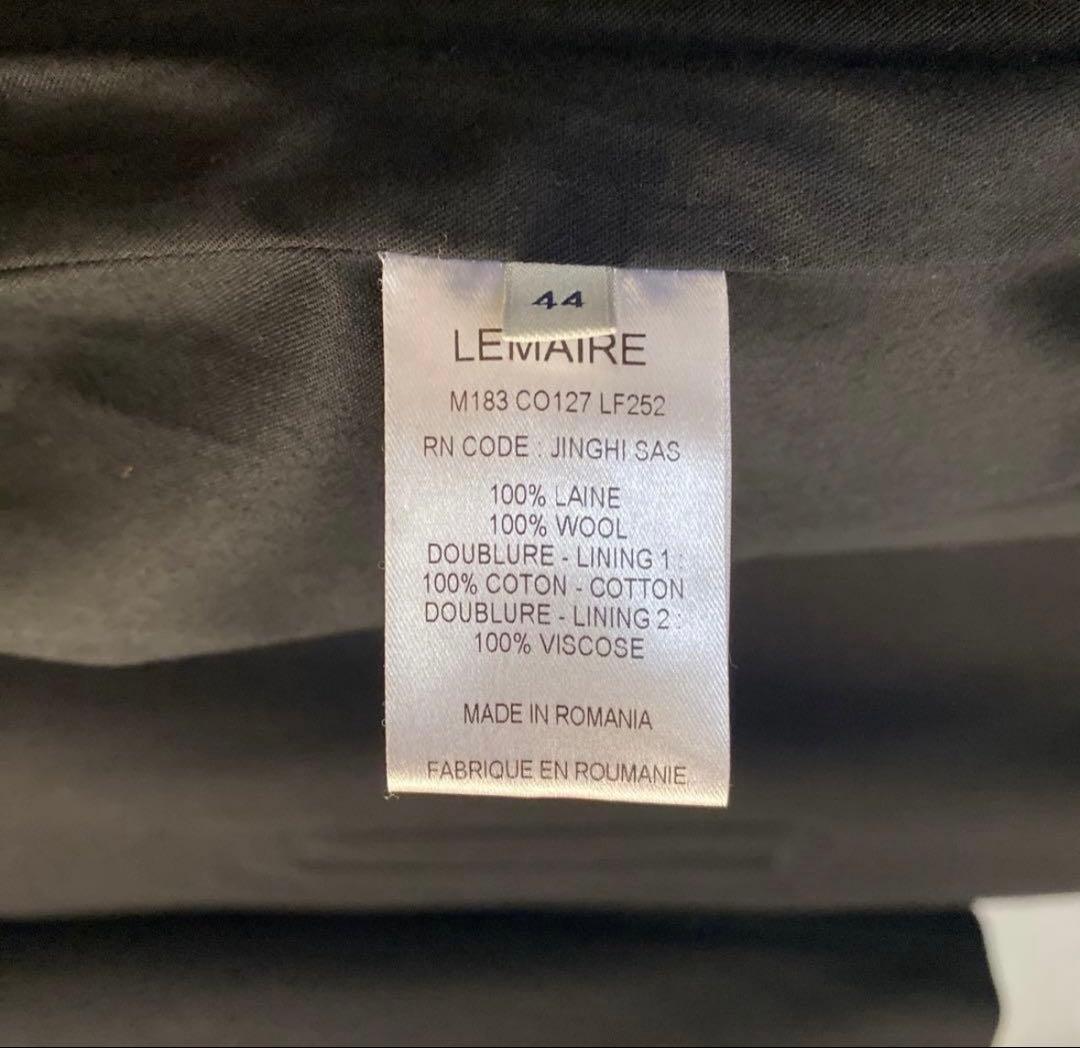 44
LEMAIRE
M183 CO127 LF252
RN CODE : JINGHI SAS
100% LAINE
100% WOOL
DOUBLURE - LINING 1 :
100% COTON - COTTON
DOUBLURE - LINING 2 :
100% VISCOSE
MADE IN ROMANIA
FABRIQUE EN ROUMANIE